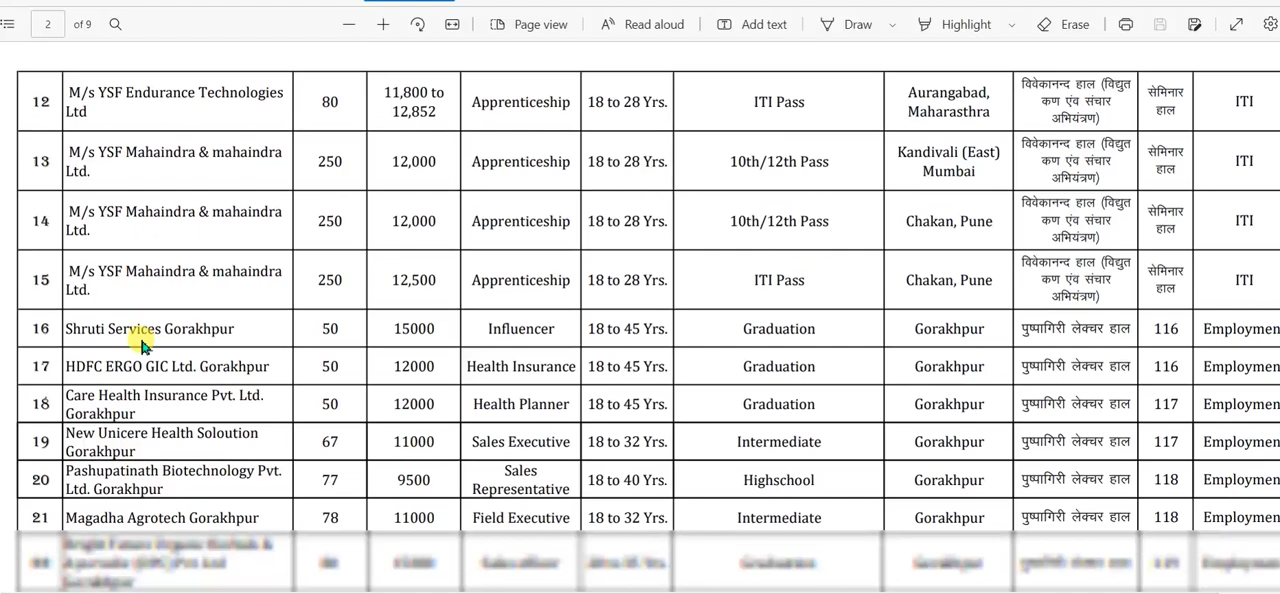 2 of 9 Page view Read aloud Add text Draw Highlight Erase
12 M/s YSF Endurance Technologies Ltd 80 11,800 to 12,852 Apprenticeship 18 to 28 Yrs. ITI Pass Aurangabad, Maharasthra विवेकानन्द हाल (विद्युत कण एंव संचार अभियंत्रण) सेमिनार हाल ITI
13 M/s YSF Mahaindra & mahaindra Ltd. 250 12,000 Apprenticeship 18 to 28 Yrs. 10th/12th Pass Kandivali (East) Mumbai विवेकानन्द हाल (विद्युत कण एंव संचार अभियंत्रण) सेमिनार हाल ITI
14 M/s YSF Mahaindra & mahaindra Ltd. 250 12,000 Apprenticeship 18 to 28 Yrs. 10th/12th Pass Chakan, Pune विवेकानन्द हाल (विद्युत कण एंव संचार अभियंत्रण) सेमिनार हाल ITI
15 M/s YSF Mahaindra & mahaindra Ltd. 250 12,500 Apprenticeship 18 to 28 Yrs. ITI Pass Chakan, Pune विवेकानन्द हाल (विद्युत कण एंव संचार अभियंत्रण) सेमिनार हाल ITI
16 Shruti Services Gorakhpur 50 15000 Influencer 18 to 45 Yrs. Graduation Gorakhpur पुष्पागिरी लेक्चर हाल 116 Employmen
17 HDFC ERGO GIC Ltd. Gorakhpur 50 12000 Health Insurance 18 to 45 Yrs. Graduation Gorakhpur पुष्पागिरी लेक्चर हाल 116 Employmen
18 Care Health Insurance Pvt. Ltd. Gorakhpur 50 12000 Health Planner 18 to 45 Yrs. Graduation Gorakhpur पुष्पागिरी लेक्चर हाल 117 Employmen
19 New Unicere Health Soloution Gorakhpur 67 11000 Sales Executive 18 to 32 Yrs. Intermediate Gorakhpur पुष्पागिरी लेक्चर हाल 117 Employmen
20 Pashupatinath Biotechnology Pvt. Ltd. Gorakhpur 77 9500 Sales Representative 18 to 40 Yrs. Highschool Gorakhpur पुष्पागिरी लेक्चर हाल 118 Employmen
21 Magadha Agrotech Gorakhpur 78 11000 Field Executive 18 to 32 Yrs. Intermediate Gorakhpur पुष्पागिरी लेक्चर हाल 118 Employmen
Graduation Gorakhpur